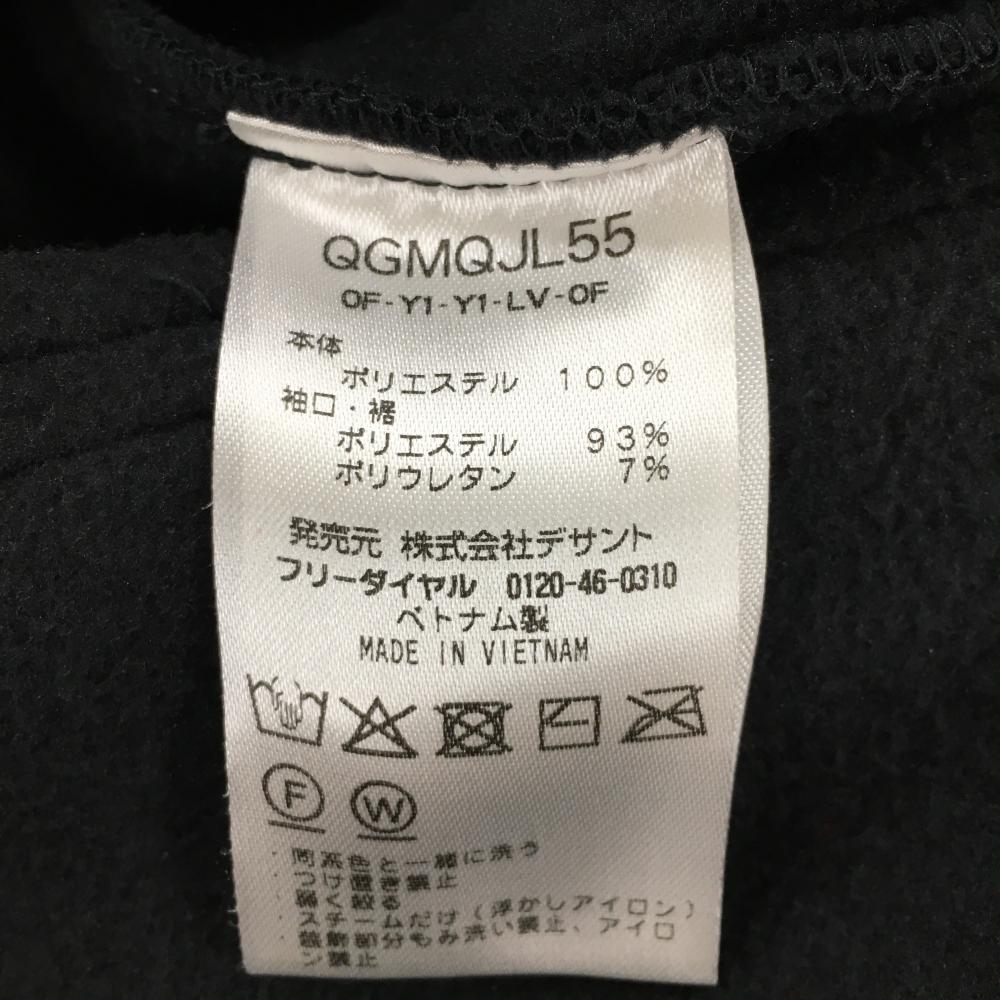 QGMQJL55
OF-Y1-Y1-LV-OF
本体
ポリエステル 100%
袖口・裾
ポリエステル 93%
ポリウレタン 7%
発売元 株式会社デサント
フリーダイヤル 0120-46-0310
ベトナム製
MADE IN VIETNAM
F W
・同系色と一緒に洗う
・つけ置き禁止
・弱く絞る
・スチームだけ(浮かしアイロン)
・装飾部分もみ洗い禁止、アイロ
ン禁止